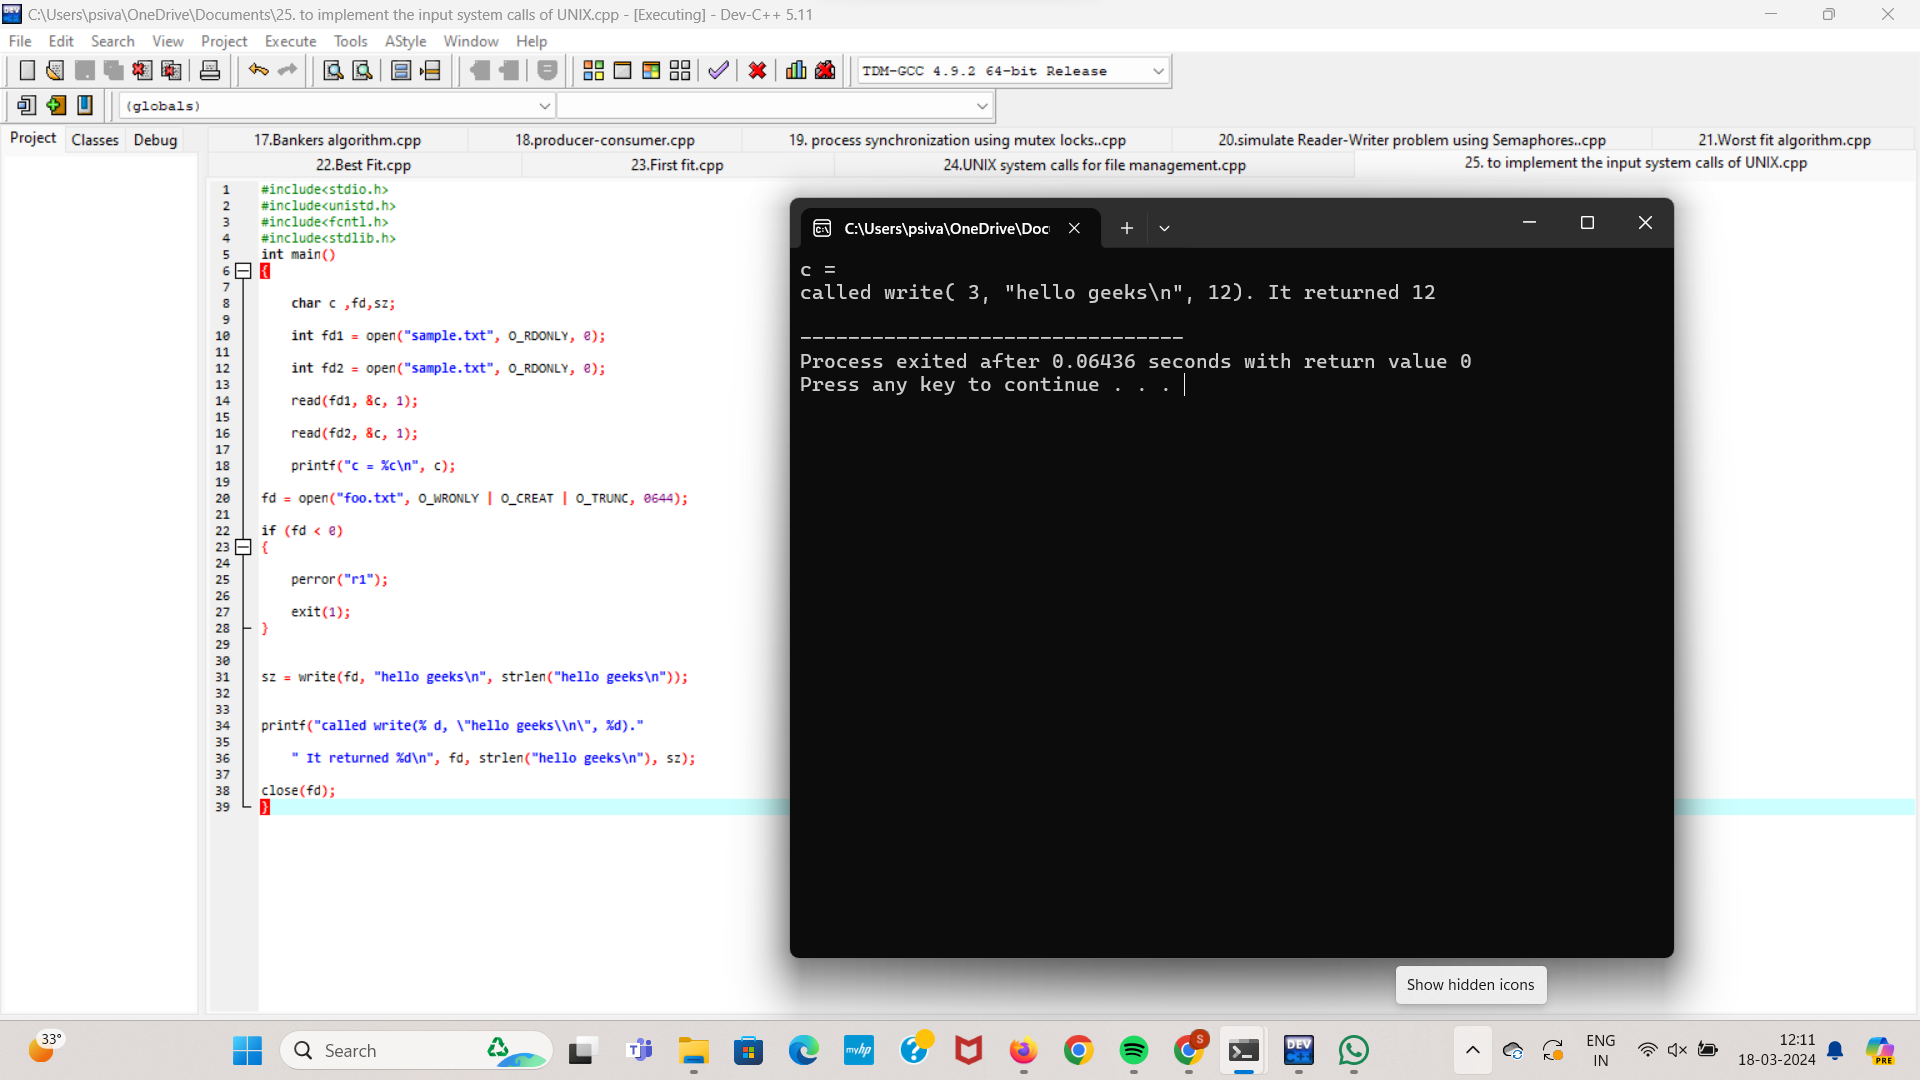 C:\Users\psiva\OneDrive\Documents\25. to implement the input system calls of UNIX.cpp - [Executing] - Dev-C++ 5.11
File Edit Search View Project Execute Tools AStyle Window Help
TDM-GCC 4.9.2 64-bit Release
(globals)
Project Classes Debug
17.Bankers algorithm.cpp 18.producer-consumer.cpp 19. process synchronization using mutex locks..cpp 20.simulate Reader-Writer problem using Semaphores..cpp 21.Worst fit algorithm.cpp
22.Best Fit.cpp 23.First fit.cpp 24.UNIX system calls for file management.cpp 25. to implement the input system calls of UNIX.cpp
1 #include<stdio.h>
2 #include<unistd.h>
3 #include<fcntl.h>
4 #include<stdlib.h>
5 int main()
6 {
7
8 char c ,fd,sz;
9
10 int fd1 = open("sample.txt", O_RDONLY, 0);
11
12 int fd2 = open("sample.txt", O_RDONLY, 0);
13
14 read(fd1, &c, 1);
15
16 read(fd2, &c, 1);
17
18 printf("c = %c\n", c);
19
20 fd = open("foo.txt", O_WRONLY | O_CREAT | O_TRUNC, 0644);
21
22 if (fd < 0)
23 {
24
25 perror("r1");
26
27 exit(1);
28 }
29
30
31 sz = write(fd, "hello geeks\n", strlen("hello geeks\n"));
32
33
34 printf("called write(% d, \"hello geeks\\n\", %d)."
35
36 " It returned %d\n", fd, strlen("hello geeks\n"), sz);
37
38 close(fd);
39 }
C:\Users\psiva\OneDrive\Doc
c =
called write( 3, "hello geeks\n", 12). It returned 12
--------------------------------
Process exited after 0.06436 seconds with return value 0
Press any key to continue . . .
Show hidden icons
33°
Search
myhp
S
DEV C++
ENG
IN
12:11
18-03-2024
PRE